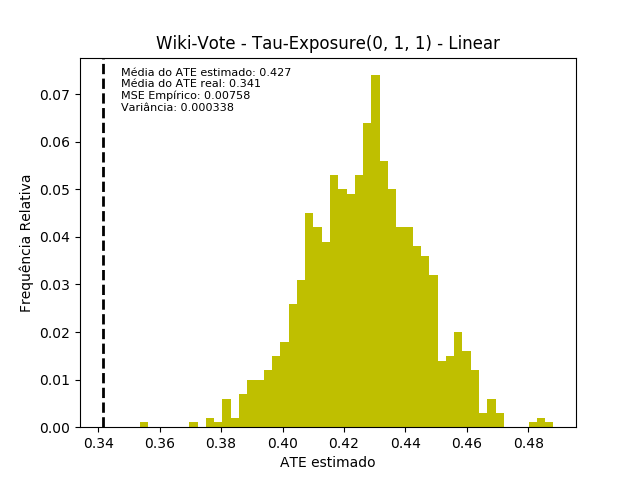 Wiki-Vote - Tau-Exposure(0, 1, 1) - Linear
Média do ATE estimado: 0.427
Média do ATE real: 0.341
MSE Empírico: 0.00758
Variância: 0.000338
Frequência Relativa
0.07
0.06
0.05
0.04
0.03
0.02
0.01
0.00
0.34 0.36 0.38 0.40 0.42 0.44 0.46 0.48
ATE estimado